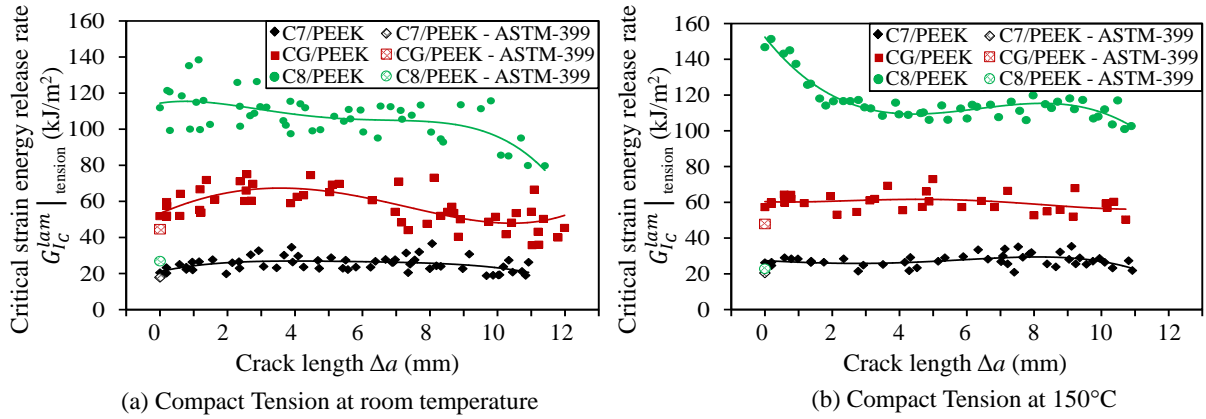 Critical strain energy release rate
G^{lam}_{I_C} |_{tension} (kJ/m²)
160
140
120
100
80
60
40
20
0
C7/PEEK
C7/PEEK - ASTM-399
CG/PEEK
CG/PEEK - ASTM-399
C8/PEEK
C8/PEEK - ASTM-399
0 2 4 6 8 10 12
Crack length Δa (mm)
(a) Compact Tension at room temperature
Critical strain energy release rate
G^{lam}_{I_C} |_{tension} (kJ/m²)
160
140
120
100
80
60
40
20
0
C7/PEEK
C7/PEEK - ASTM-399
CG/PEEK
CG/PEEK - ASTM-399
C8/PEEK
C8/PEEK - ASTM-399
0 2 4 6 8 10 12
Crack length Δa (mm)
(b) Compact Tension at 150°C